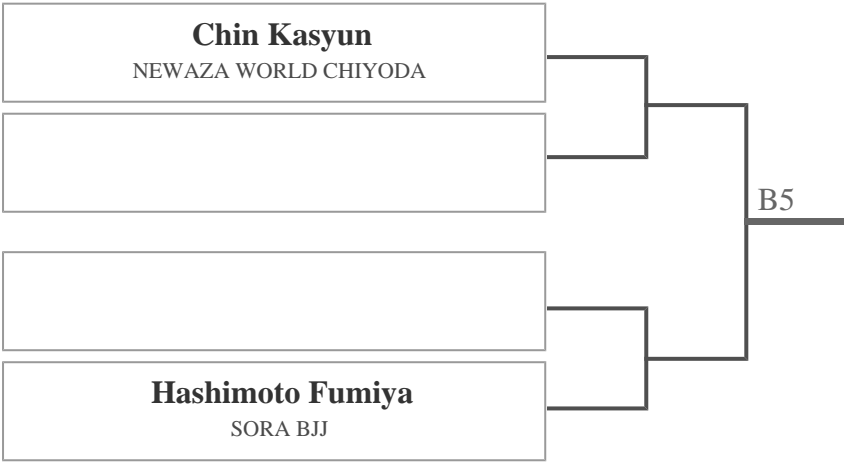 Chin Kasyun
NEWAZA WORLD CHIYODA
B5
Hashimoto Fumiya
SORA BJJ